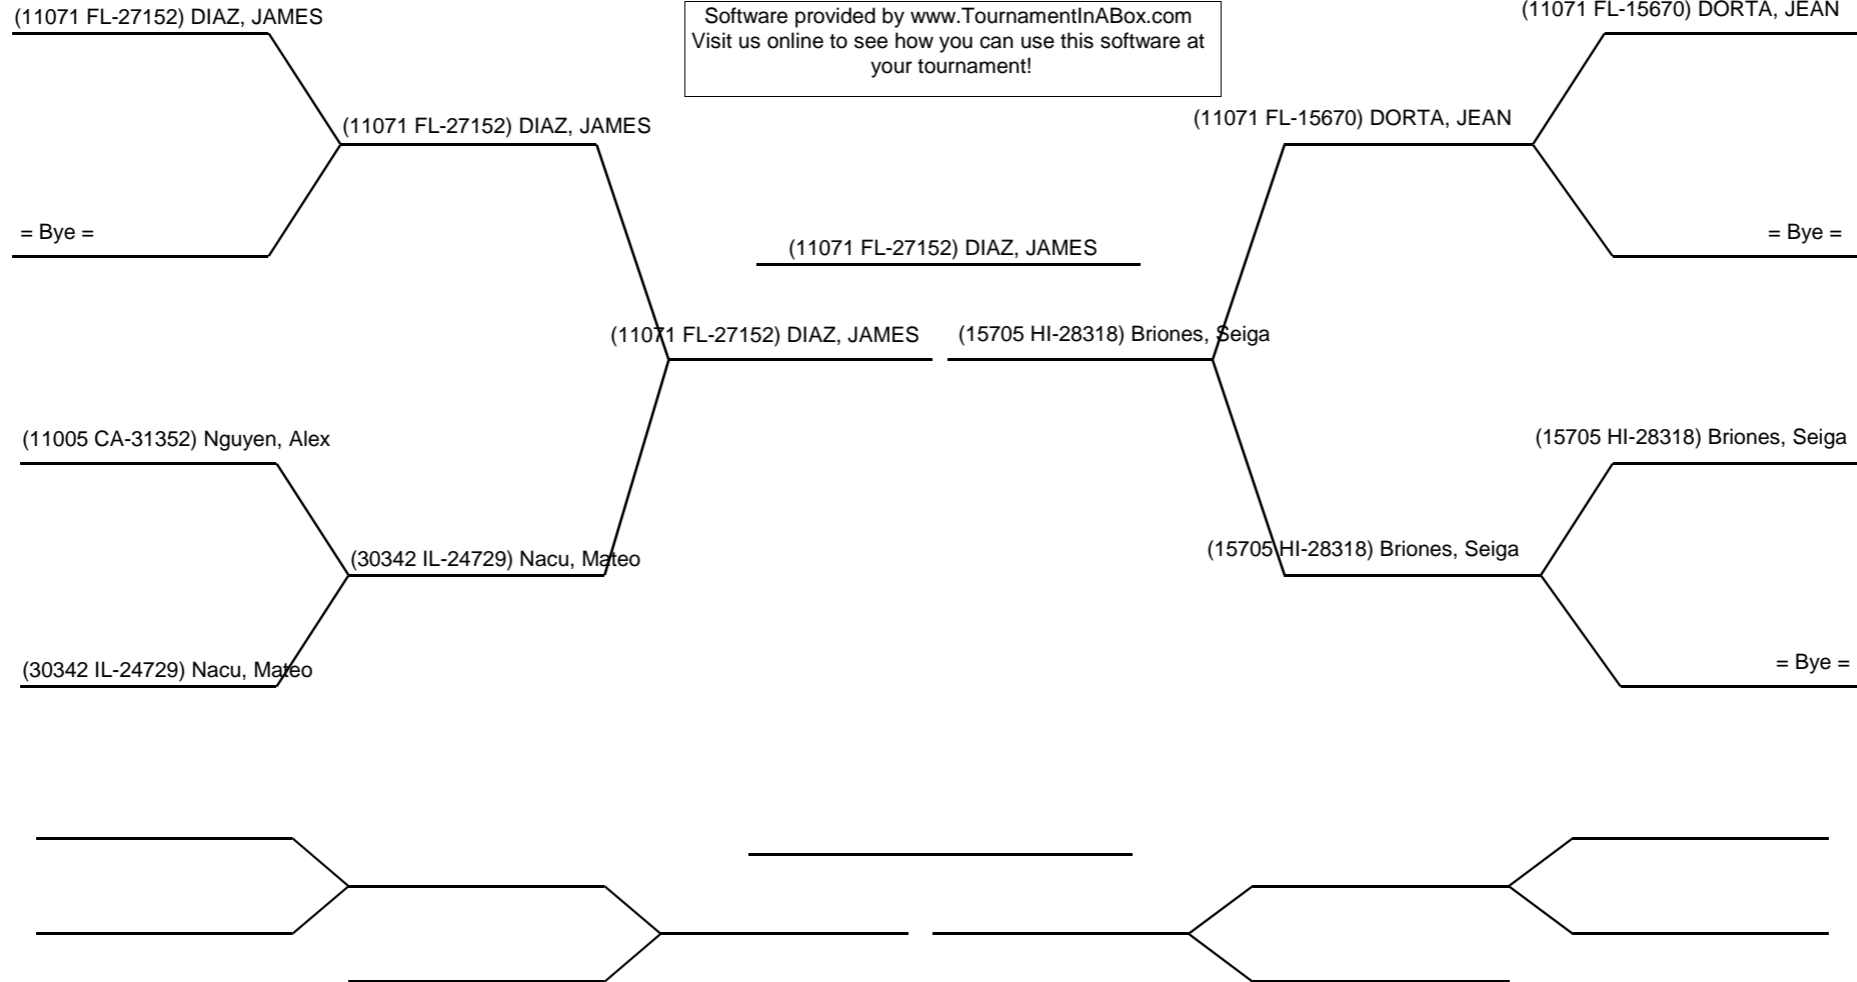 (11071 FL-27152) DIAZ, JAMES
Software provided by www.TournamentInABox.com
Visit us online to see how you can use this software at
your tournament!
(11071 FL-15670) DORTA, JEAN
(11071 FL-27152) DIAZ, JAMES
(11071 FL-15670) DORTA, JEAN
= Bye =
= Bye =
(11071 FL-27152) DIAZ, JAMES
(11071 FL-27152) DIAZ, JAMES
(15705 HI-28318) Briones, Seiga
(11005 CA-31352) Nguyen, Alex
(15705 HI-28318) Briones, Seiga
(30342 IL-24729) Nacu, Mateo
(15705 HI-28318) Briones, Seiga
(30342 IL-24729) Nacu, Mateo
= Bye =